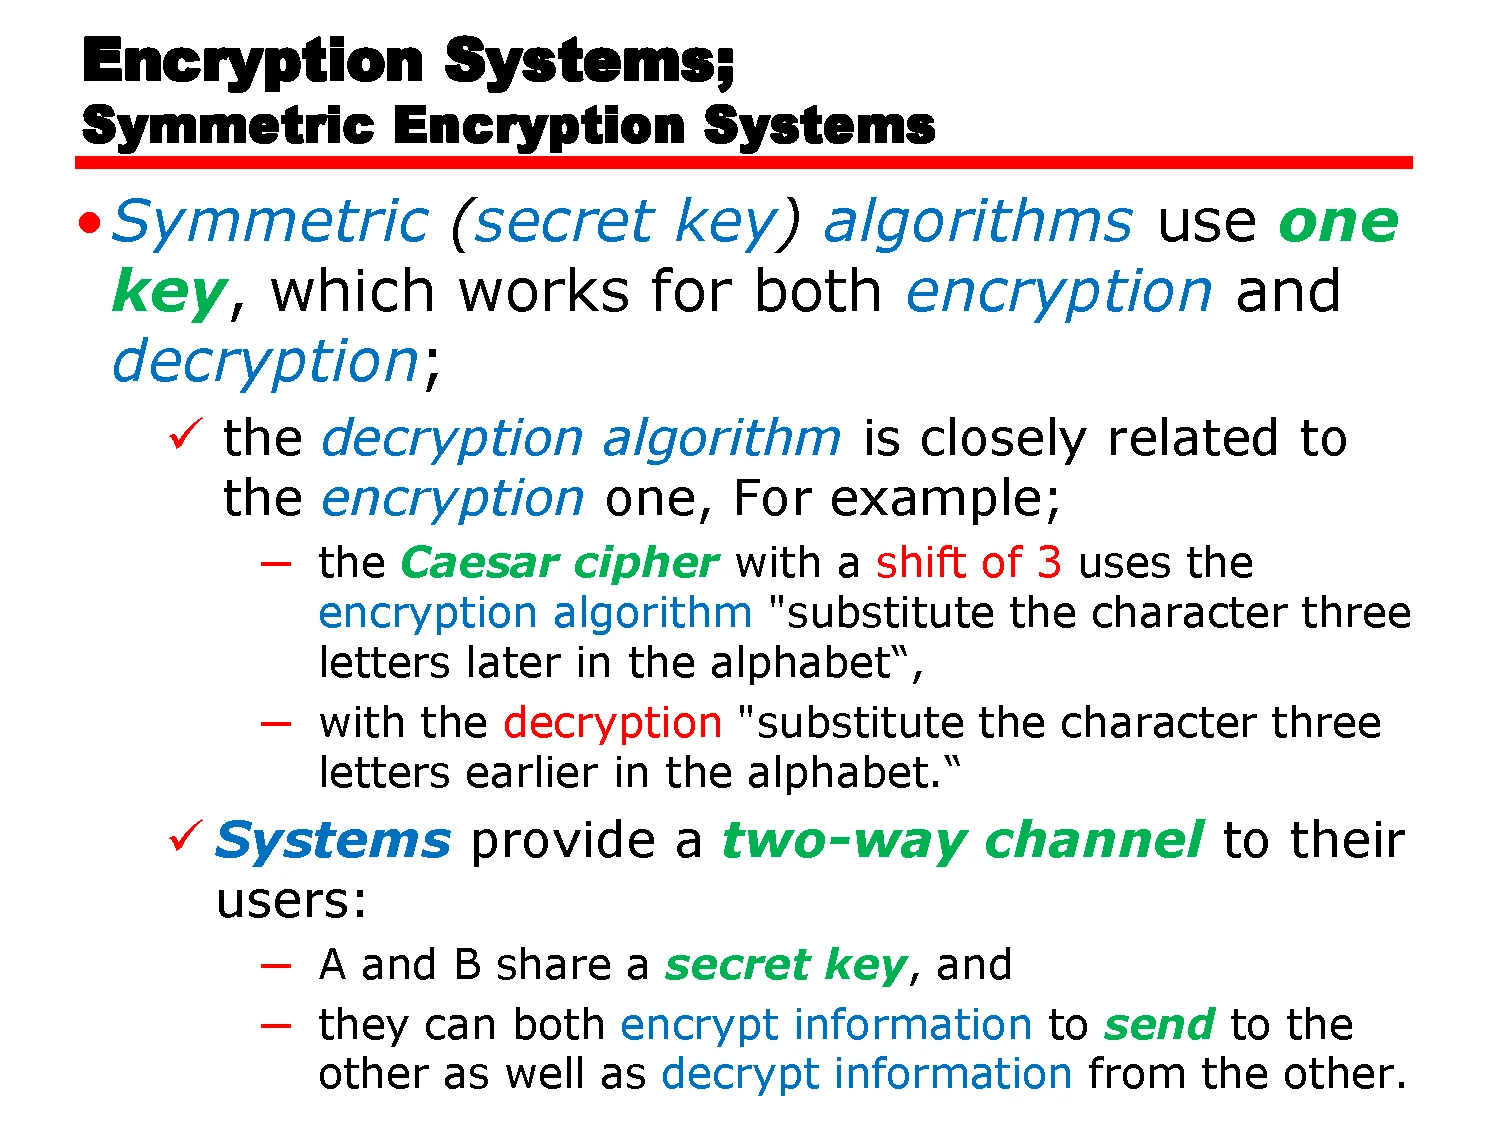 Encryption Systems;
Symmetric Encryption Systems
• Symmetric (secret key) algorithms use one
key, which works for both encryption and
decryption;
✓ the decryption algorithm is closely related to
the encryption one, For example;
– the Caesar cipher with a shift of 3 uses the
encryption algorithm "substitute the character three
letters later in the alphabet“,
– with the decryption "substitute the character three
letters earlier in the alphabet.“
✓ Systems provide a two-way channel to their
users:
– A and B share a secret key, and
– they can both encrypt information to send to the
other as well as decrypt information from the other.